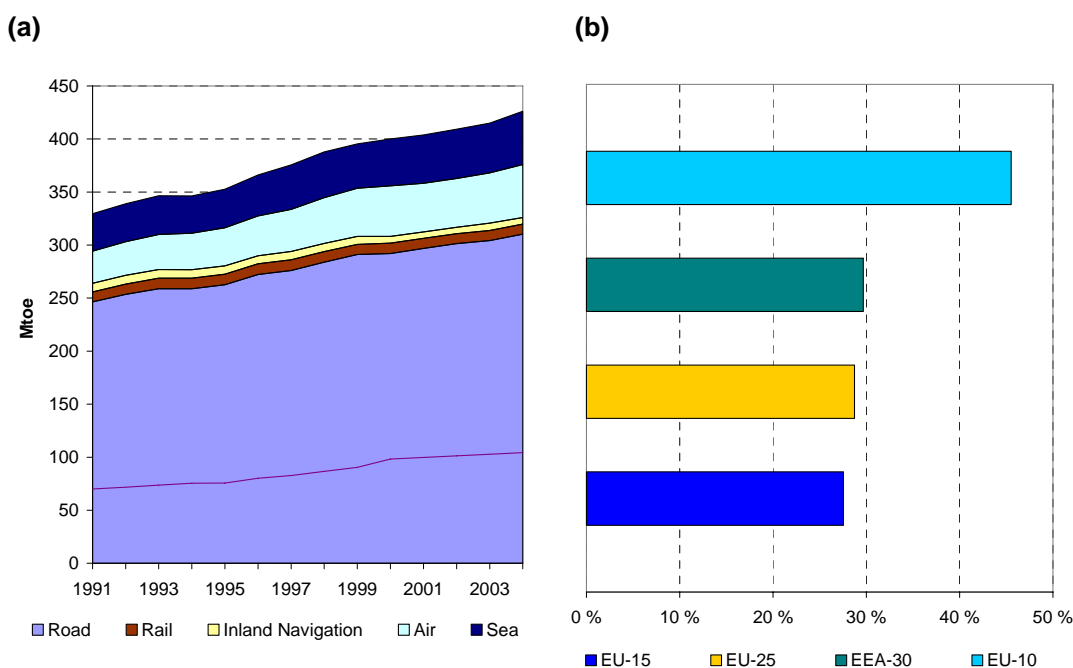 (a)
450
400
350
300
250
200
150
100
50
0
Mtoe
1991 1993 1995 1997 1999 2001 2003
Road Rail Inland Navigation Air Sea
(b)
0 % 10 % 20 % 30 % 40 % 50 %
EU-15 EU-25 EEA-30 EU-10